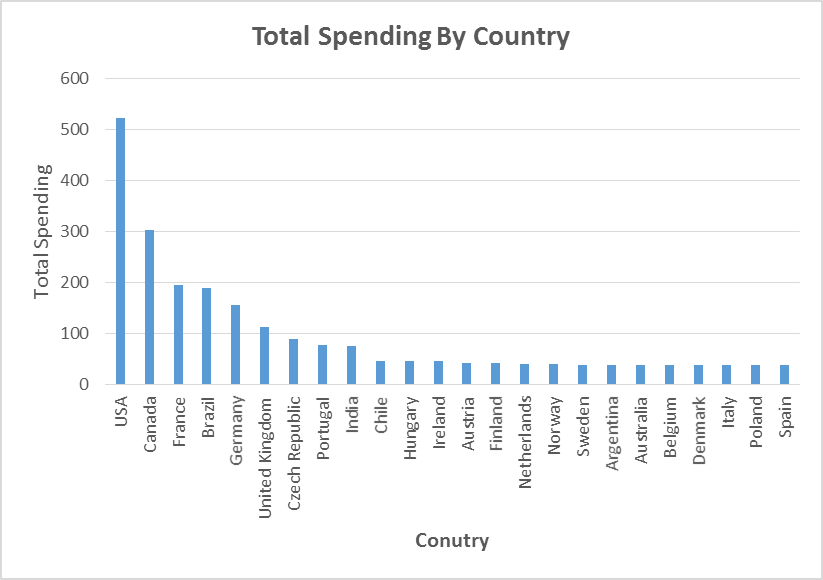 Total Spending By Country
600
500
400
300
200
100
0
Total Spending
USA
Canada
France
Brazil
Germany
United Kingdom
Czech Republic
Portugal
India
Chile
Hungary
Ireland
Austria
Finland
Netherlands
Norway
Sweden
Argentina
Australia
Belgium
Denmark
Italy
Poland
Spain
Conutry